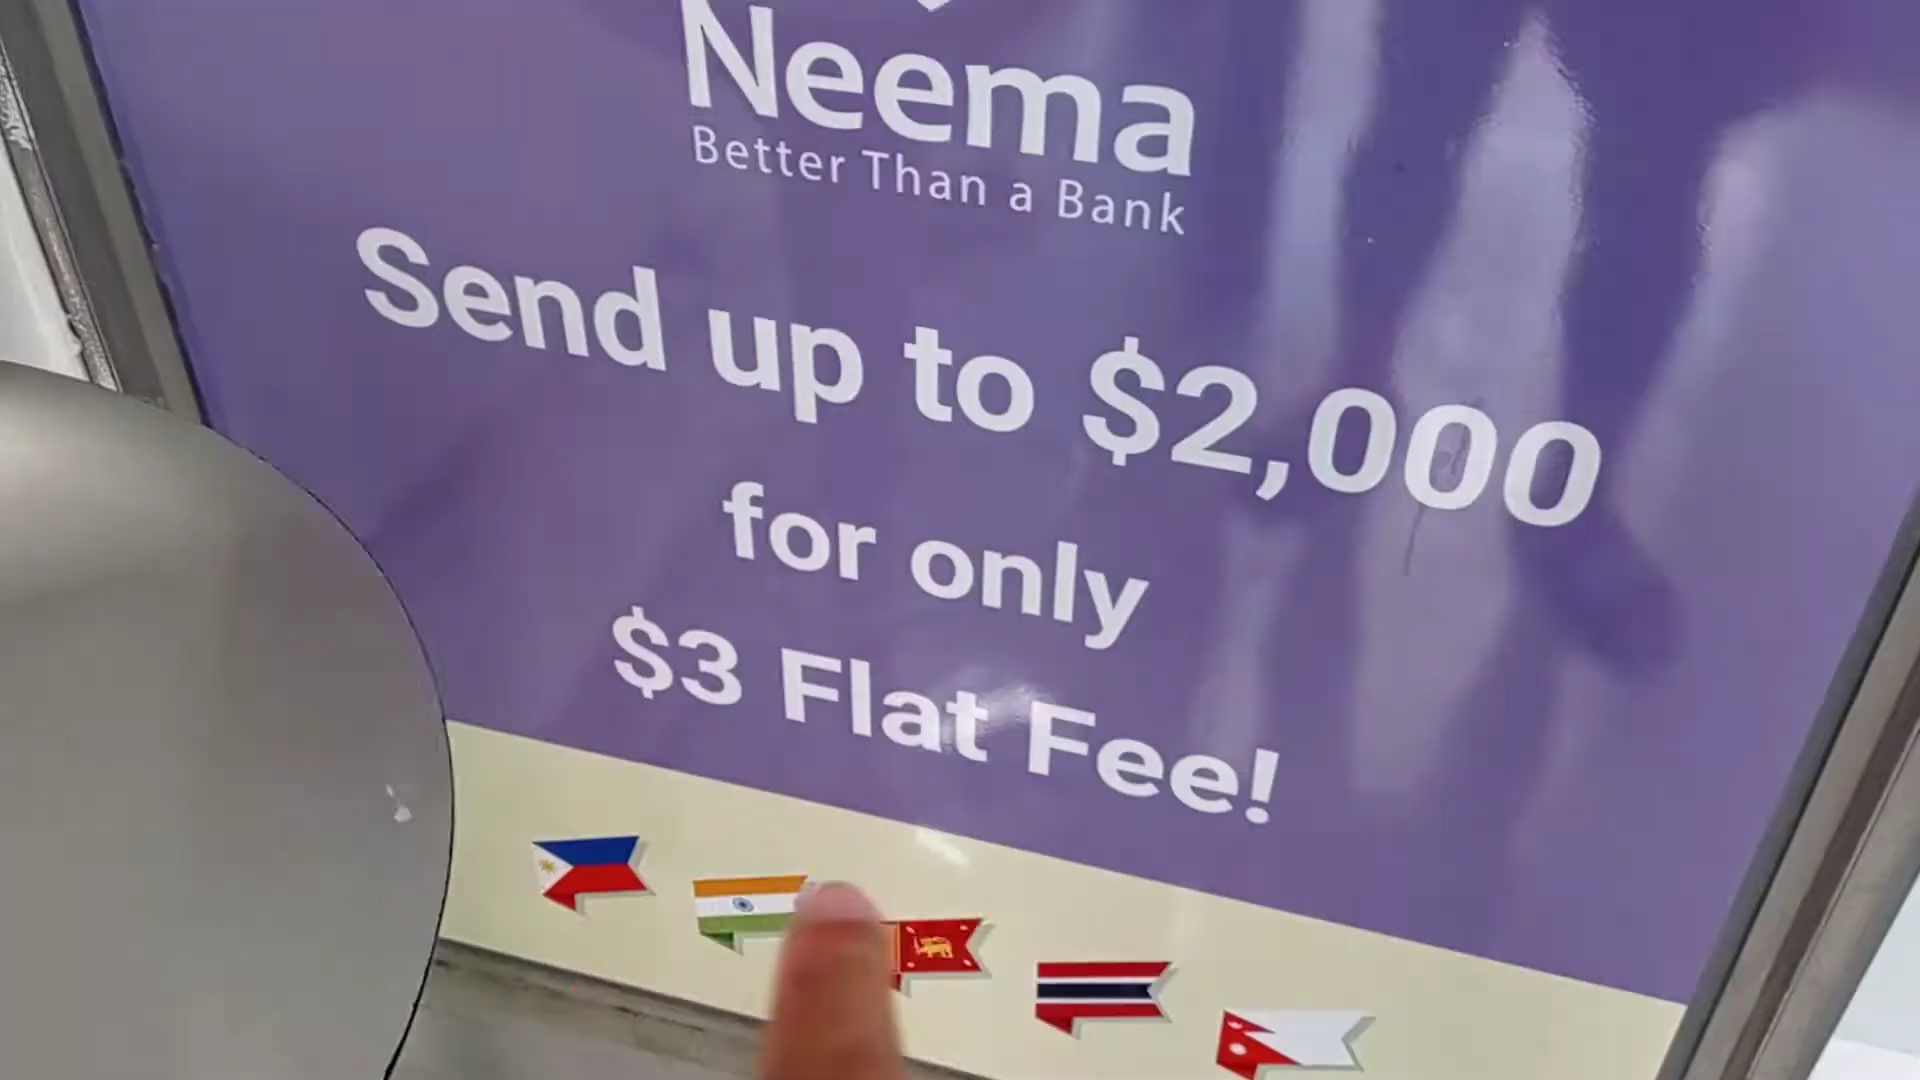 Neema
Better Than a Bank
Send up to $2,000
for only
$3 Flat Fee!